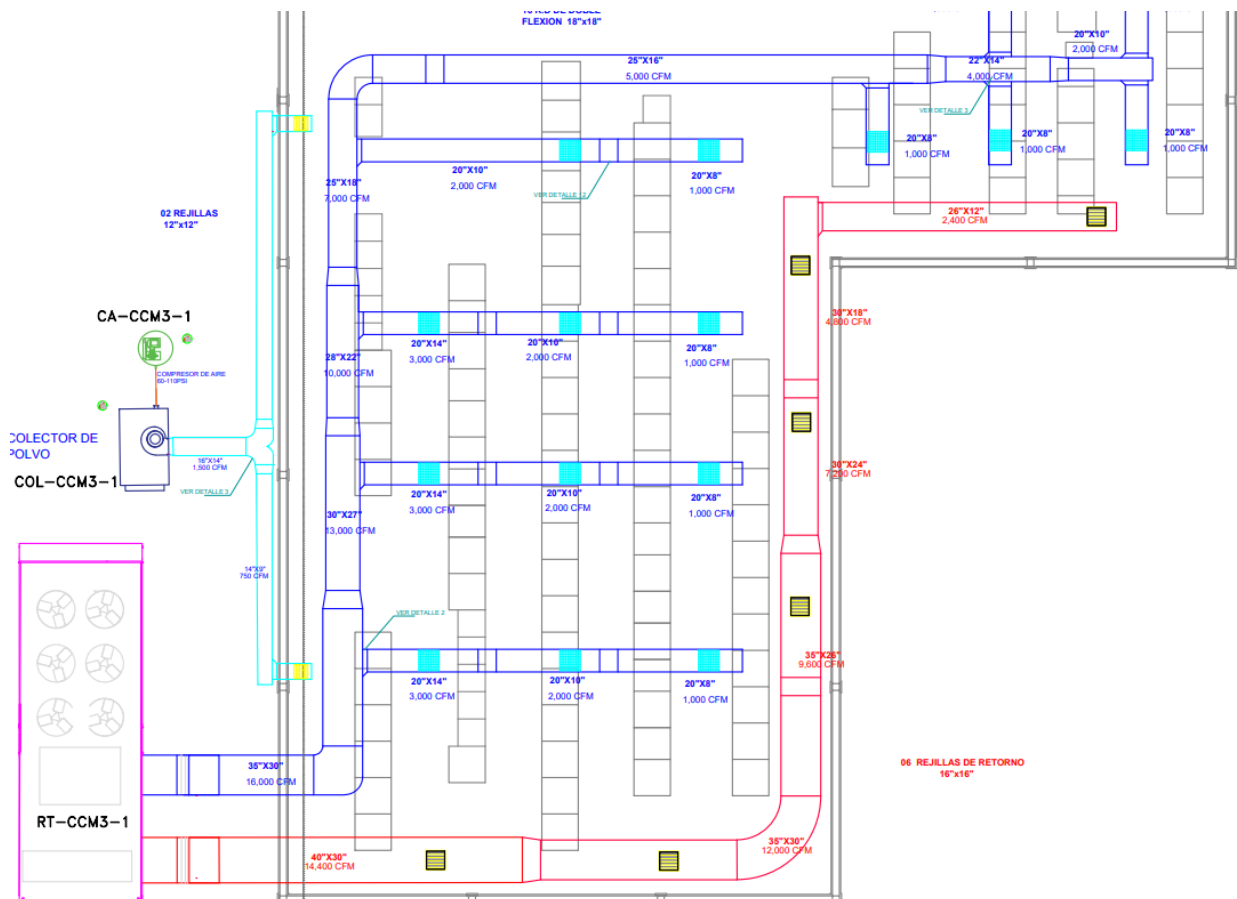 FLEXION 18"x18"
25"X16"
5,000 CFM
22"X14"
4,000 CFM
20"X10"
2,000 CFM
VER DETALLE 3
20"X8"
1,000 CFM
20"X8"
1,000 CFM
20"X8"
1,000 CFM
20"X10"
2,000 CFM
VER DETALLE 2
20"X8"
1,000 CFM
25"X18"
7,000 CFM
02 REJILLAS
12"x12"
26"X12"
2,400 CFM
CA-CCM3-1
COMPRESOR DE AIRE
60-110PSI
30"X18"
4,800 CFM
20"X14"
3,000 CFM
20"X10"
2,000 CFM
20"X8"
1,000 CFM
28"X22"
10,000 CFM
COLECTOR DE
POLVO
COL-CCM3-1
16"X14"
1,500 CFM
VER DETALLE 3
30"X24"
7,200 CFM
20"X14"
3,000 CFM
20"X10"
2,000 CFM
20"X8"
1,000 CFM
30"X27"
13,000 CFM
14"X9"
750 CFM
VER DETALLE 2
35"X26"
9,600 CFM
20"X14"
3,000 CFM
20"X10"
2,000 CFM
20"X8"
1,000 CFM
35"X30"
16,000 CFM
06 REJILLAS DE RETORNO
16"x16"
RT-CCM3-1
40"X30"
14,400 CFM
35"X30"
12,000 CFM